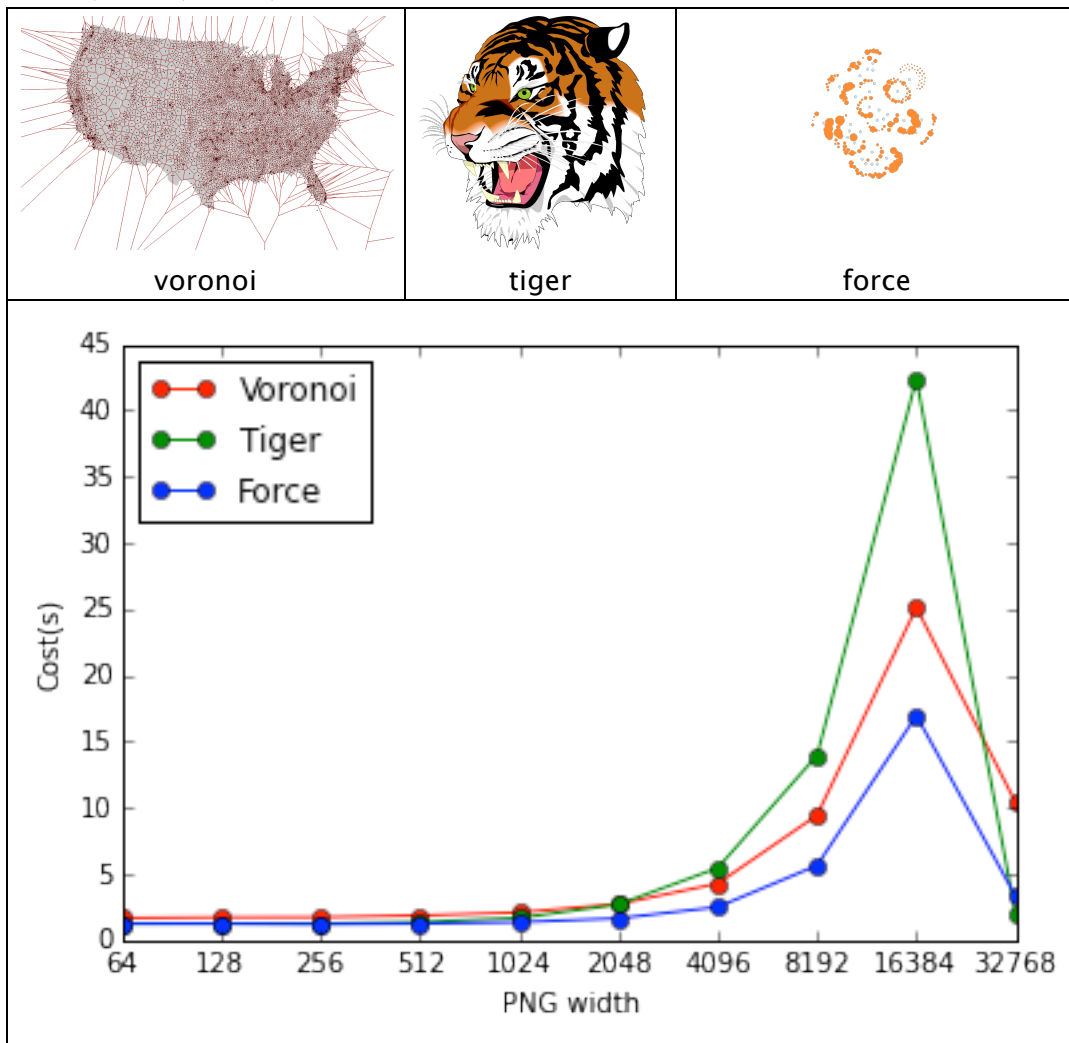 voronoi
tiger
force
45
40
35
30
25
20
15
10
5
0
Voronoi
Tiger
Force
Cost(s)
64 128 256 512 1024 2048 4096 8192 16384 32768
PNG width